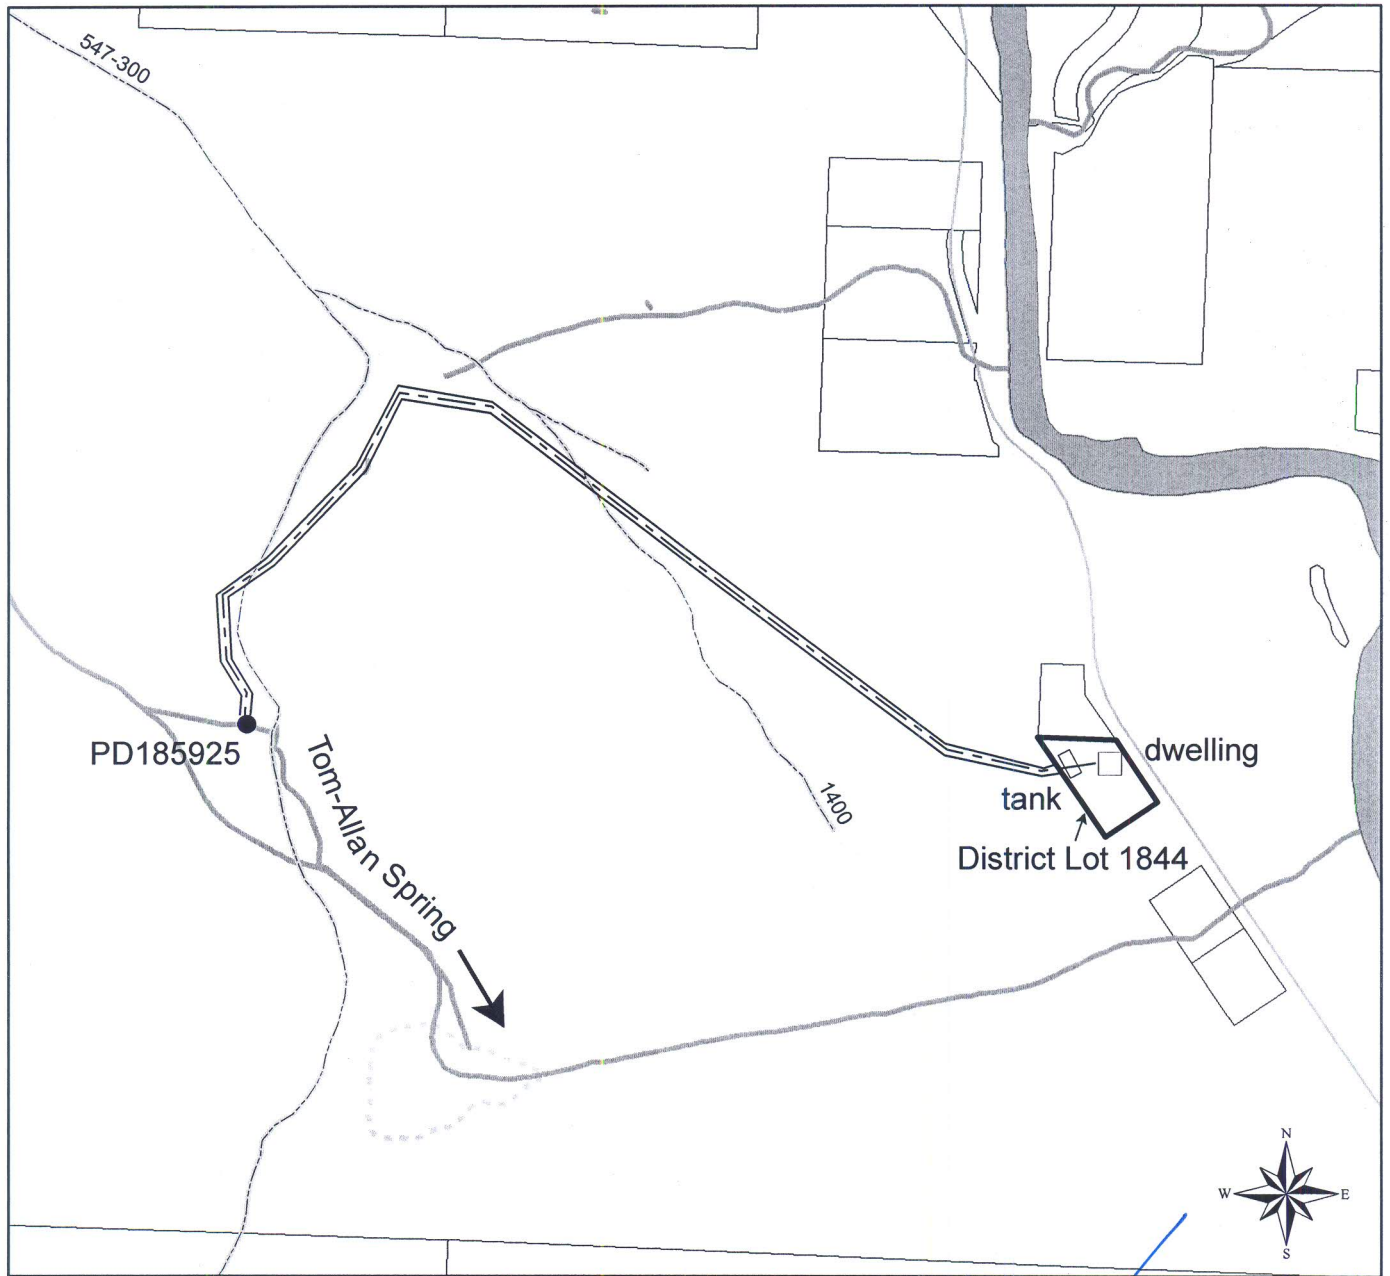 547-300
PD185925
Tom-Allan Spring
1400
dwelling
tank
District Lot 1844
N
W
E
S